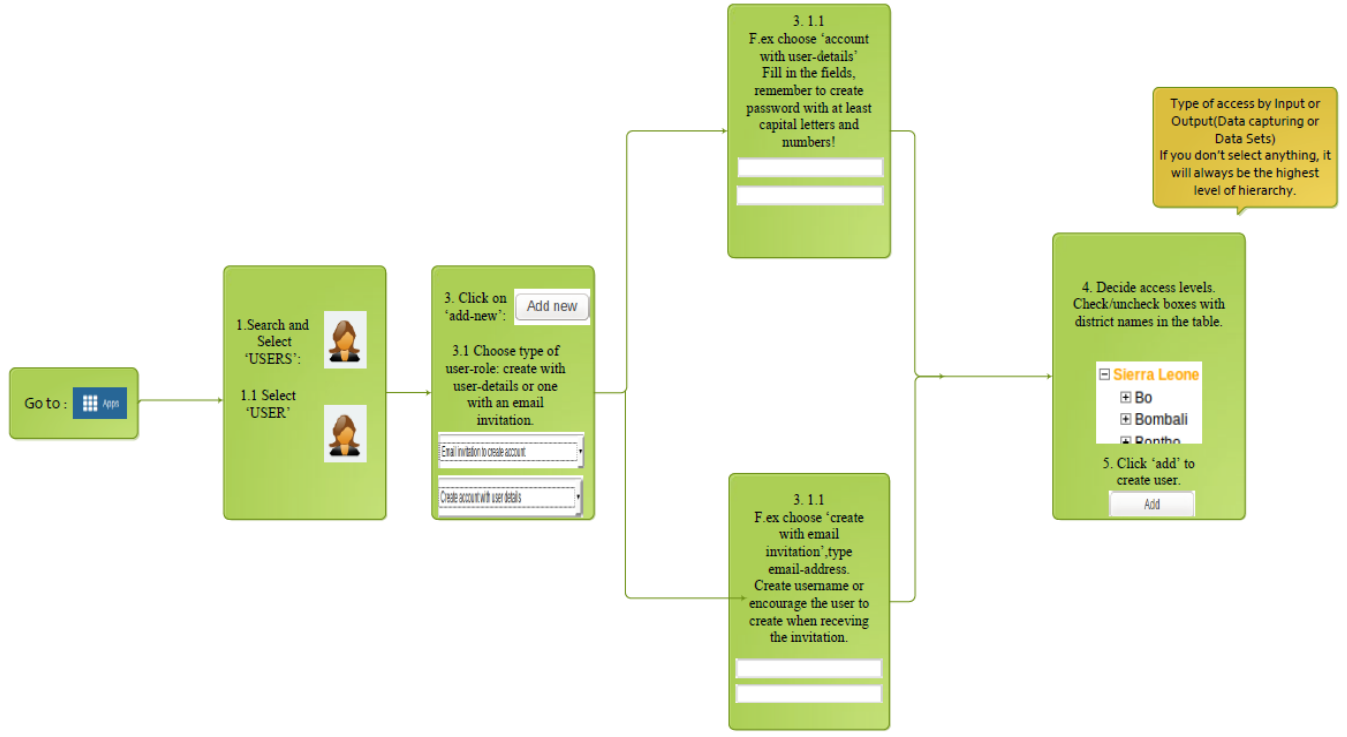 Go to :
Apps
1.Search and
Select
‘USERS’:
1.1 Select
‘USER’
3. Click on
‘add-new’:
Add new
3.1 Choose type of
user-role: create with
user-details or one
with an email
invitation.
Email invitation to create account
Create account with user details
3. 1.1
F.ex choose ‘account
with user-details’
Fill in the fields,
remember to create
password with at least
capital letters and
numbers!
3. 1.1
F.ex choose ‘create
with email
invitation’,type
email-address.
Create username or
encourage the user to
create when receving
the invitation.
Type of access by Input or
Output(Data capturing or
Data Sets)
If you don't select anything, it
will always be the highest
level of hierarchy.
4. Decide access levels.
Check/uncheck boxes with
district names in the table.
Sierra Leone
Bo
Bombali
Bontho
5. Click ‘add’ to
create user.
Add